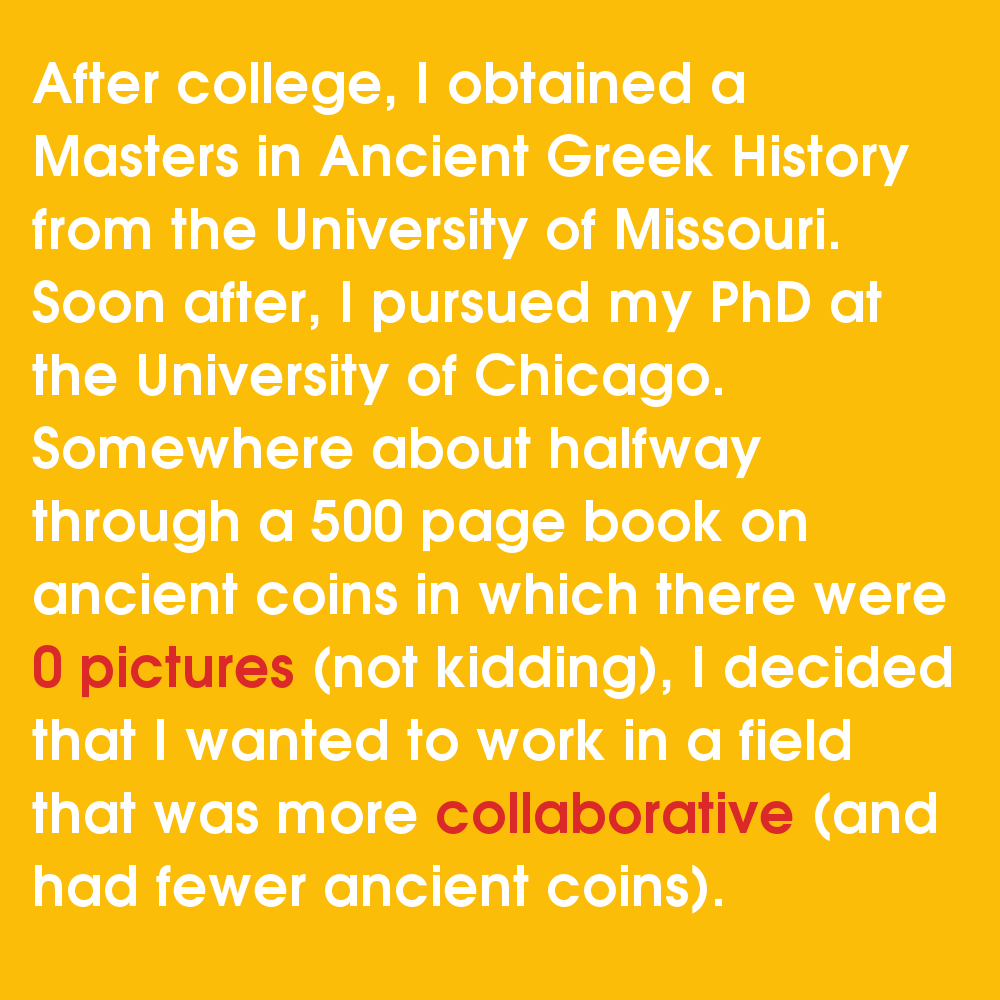 After college, I obtained a
Masters in Ancient Greek History
from the University of Missouri.
Soon after, I pursued my PhD at
the University of Chicago.
Somewhere about halfway
through a 500 page book on
ancient coins in which there were
0 pictures (not kidding), I decided
that I wanted to work in a field
that was more collaborative (and
had fewer ancient coins).